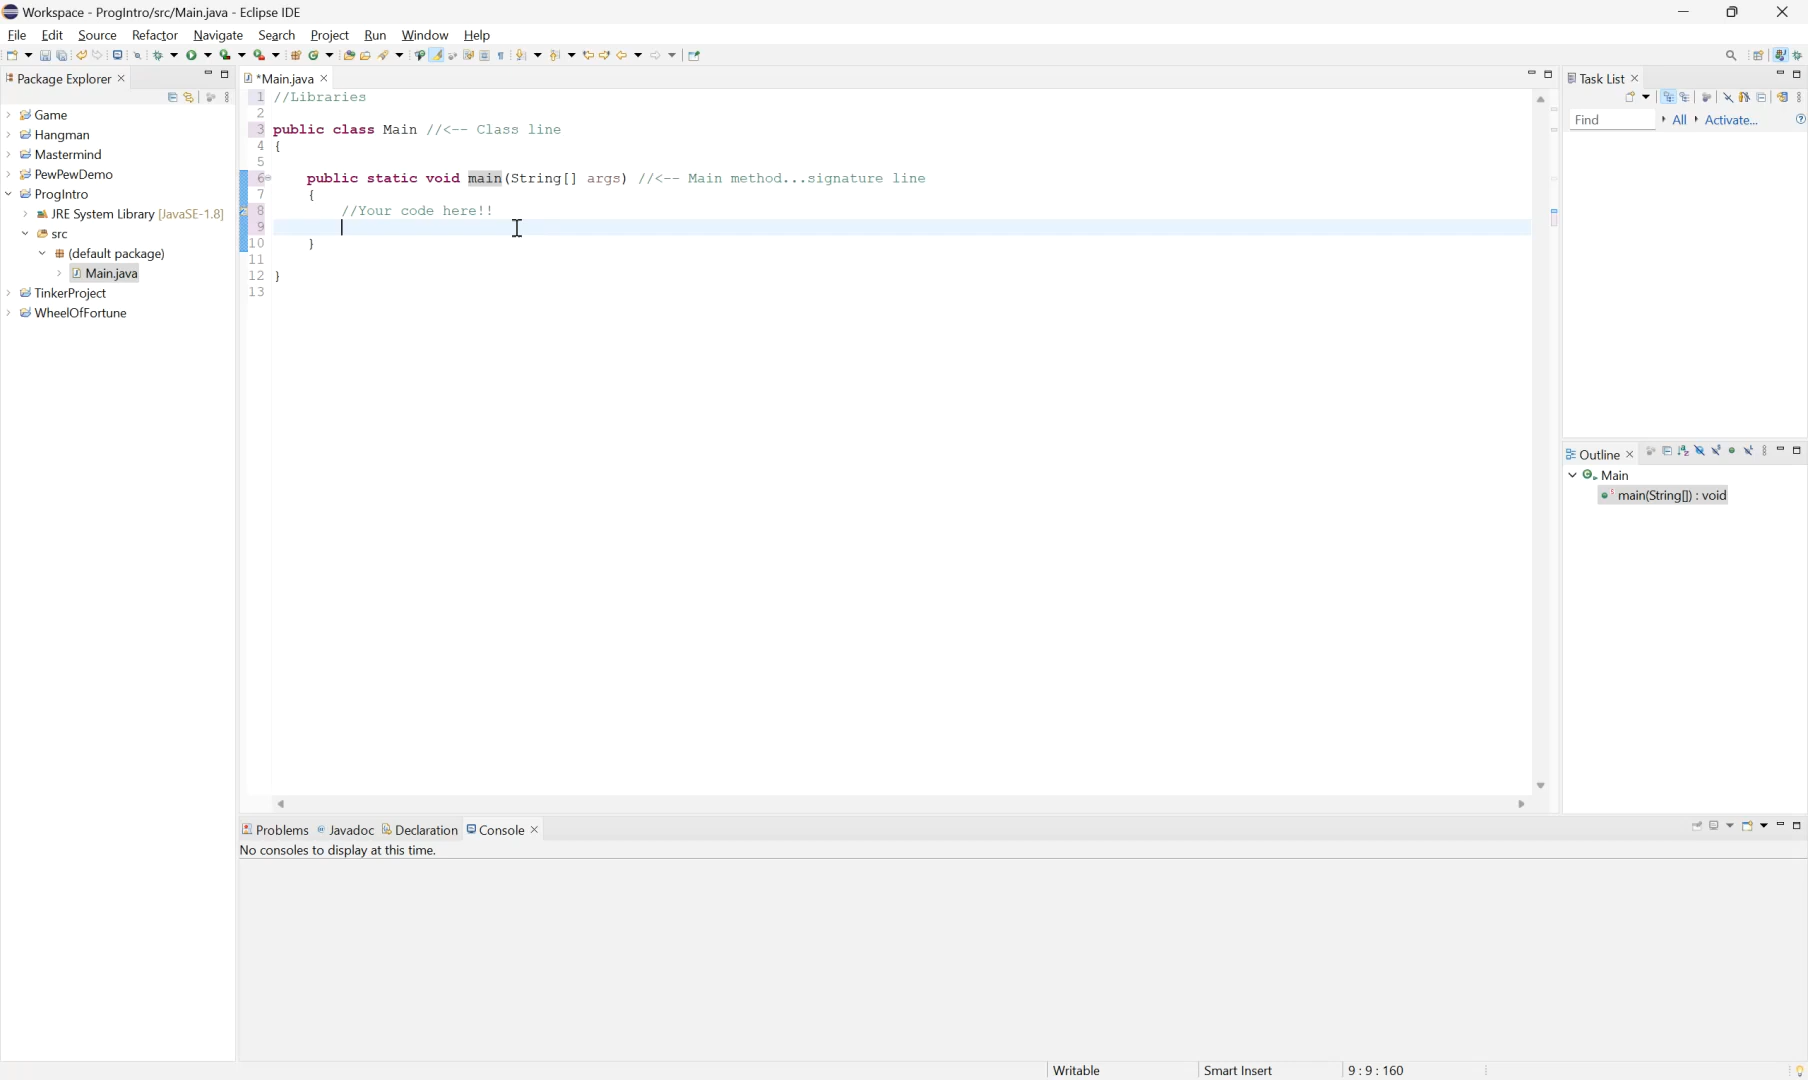 Workspace - ProgIntro/src/Main.java - Eclipse IDE
File Edit Source Refactor Navigate Search Project Run Window Help
Package Explorer
Game
Hangman
Mastermind
PewPewDemo
ProgIntro
JRE System Library [JavaSE-1.8]
src
(default package)
Main.java
TinkerProject
WheelOfFortune
*Main.java
1 //Libraries
2
3 public class Main //<-- Class line
4 {
5
6 public static void main(String[] args) //<-- Main method...signature line
7 {
8 //Your code here!!
9
10 }
11
12 }
13
Task List
Find All Activate...
Outline
Main
main(String[]) : void
Problems Javadoc Declaration Console
No consoles to display at this time.
Writable Smart Insert 9 : 9 : 160